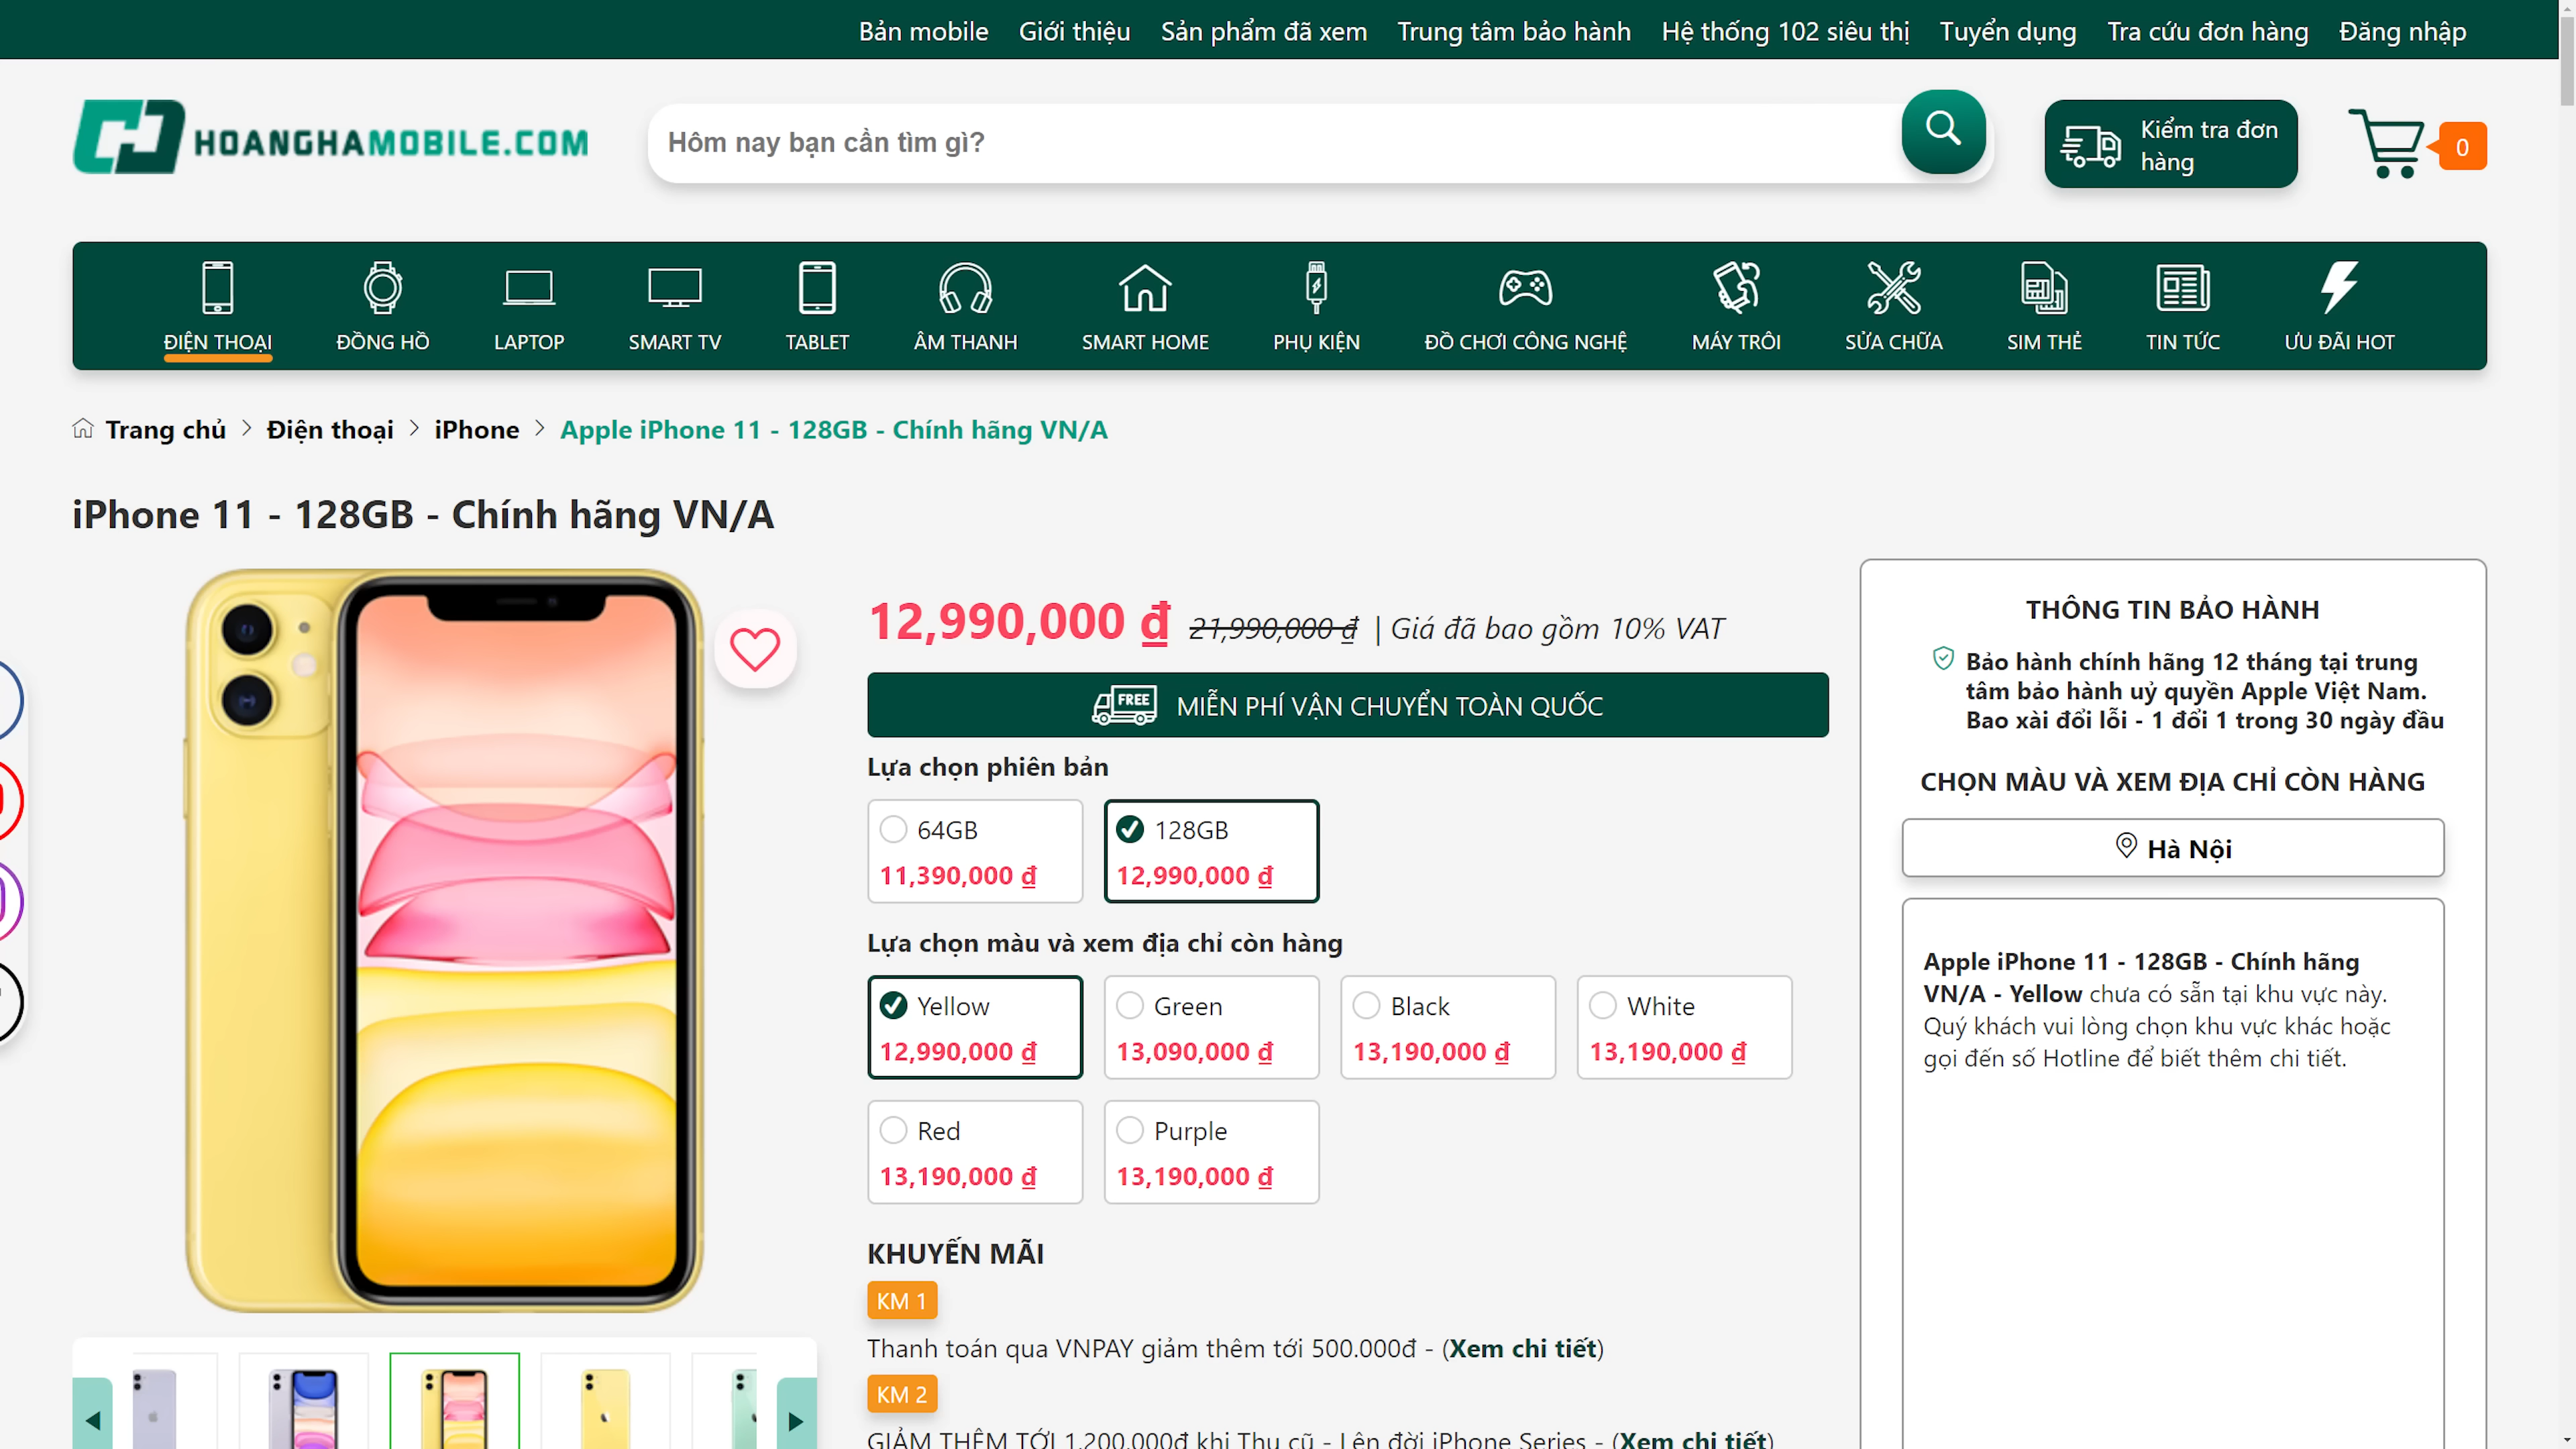 Bản mobile Giới thiệu Sản phẩm đã xem Trung tâm bảo hành Hệ thống 102 siêu thị Tuyển dụng Tra cứu đơn hàng Đăng nhập
HOANGHAMOBILE.COM
Hôm nay bạn cần tìm gì?
Kiểm tra đơn
hàng
0
ĐIỆN THOẠI ĐỒNG HỒ LAPTOP SMART TV TABLET ÂM THANH SMART HOME PHỤ KIỆN ĐỒ CHƠI CÔNG NGHỆ MÁY TRÔI SỬA CHỮA SIM THẺ TIN TỨC ƯU ĐÃI HOT
Trang chủ > Điện thoại > iPhone > Apple iPhone 11 - 128GB - Chính hãng VN/A
iPhone 11 - 128GB - Chính hãng VN/A
12,990,000 ₫ 21,990,000 ₫ | Giá đã bao gồm 10% VAT
FREE MIỄN PHÍ VẬN CHUYỂN TOÀN QUỐC
Lựa chọn phiên bản
64GB 128GB
11,390,000 ₫ 12,990,000 ₫
Lựa chọn màu và xem địa chỉ còn hàng
Yellow Green Black White
12,990,000 ₫ 13,090,000 ₫ 13,190,000 ₫ 13,190,000 ₫
Red Purple
13,190,000 ₫ 13,190,000 ₫
KHUYẾN MÃI
KM 1
Thanh toán qua VNPAY giảm thêm tới 500.000đ - (Xem chi tiết)
KM 2
GIẢM THÊM TỚI 1.200.000đ khi Thu cũ - Lên đời iPhone Series - (Xem chi tiết)
THÔNG TIN BẢO HÀNH
Bảo hành chính hãng 12 tháng tại trung
tâm bảo hành uỷ quyền Apple Việt Nam.
Bao xài đổi lỗi - 1 đổi 1 trong 30 ngày đầu
CHỌN MÀU VÀ XEM ĐỊA CHỈ CÒN HÀNG
Hà Nội
Apple iPhone 11 - 128GB - Chính hãng
VN/A - Yellow chưa có sẵn tại khu vực này.
Quý khách vui lòng chọn khu vực khác hoặc
gọi đến số Hotline để biết thêm chi tiết.